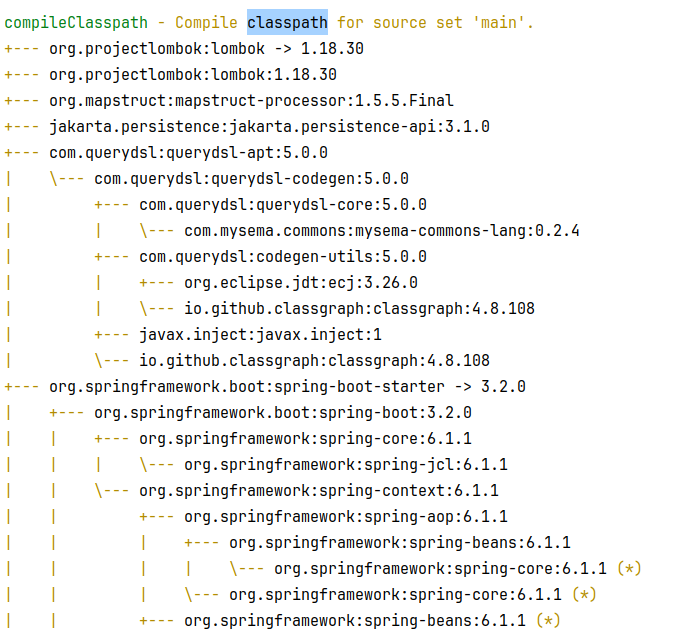 compileClasspath - Compile classpath for source set 'main'.
+--- org.projectlombok:lombok -> 1.18.30
+--- org.projectlombok:lombok:1.18.30
+--- org.mapstruct:mapstruct-processor:1.5.5.Final
+--- jakarta.persistence:jakarta.persistence-api:3.1.0
+--- com.querydsl:querydsl-apt:5.0.0
|    \--- com.querydsl:querydsl-codegen:5.0.0
|         +--- com.querydsl:querydsl-core:5.0.0
|         |    \--- com.mysema.commons:mysema-commons-lang:0.2.4
|         +--- com.querydsl:codegen-utils:5.0.0
|         |    +--- org.eclipse.jdt:ecj:3.26.0
|         |    \--- io.github.classgraph:classgraph:4.8.108
|         +--- javax.inject:javax.inject:1
|         \--- io.github.classgraph:classgraph:4.8.108
+--- org.springframework.boot:spring-boot-starter -> 3.2.0
|    +--- org.springframework.boot:spring-boot:3.2.0
|    |    +--- org.springframework:spring-core:6.1.1
|    |    |    \--- org.springframework:spring-jcl:6.1.1
|    |    \--- org.springframework:spring-context:6.1.1
|    |         +--- org.springframework:spring-aop:6.1.1
|    |         |    +--- org.springframework:spring-beans:6.1.1
|    |         |    |    \--- org.springframework:spring-core:6.1.1 (*)
|    |         |    \--- org.springframework:spring-core:6.1.1 (*)
|    |         +--- org.springframework:spring-beans:6.1.1 (*)